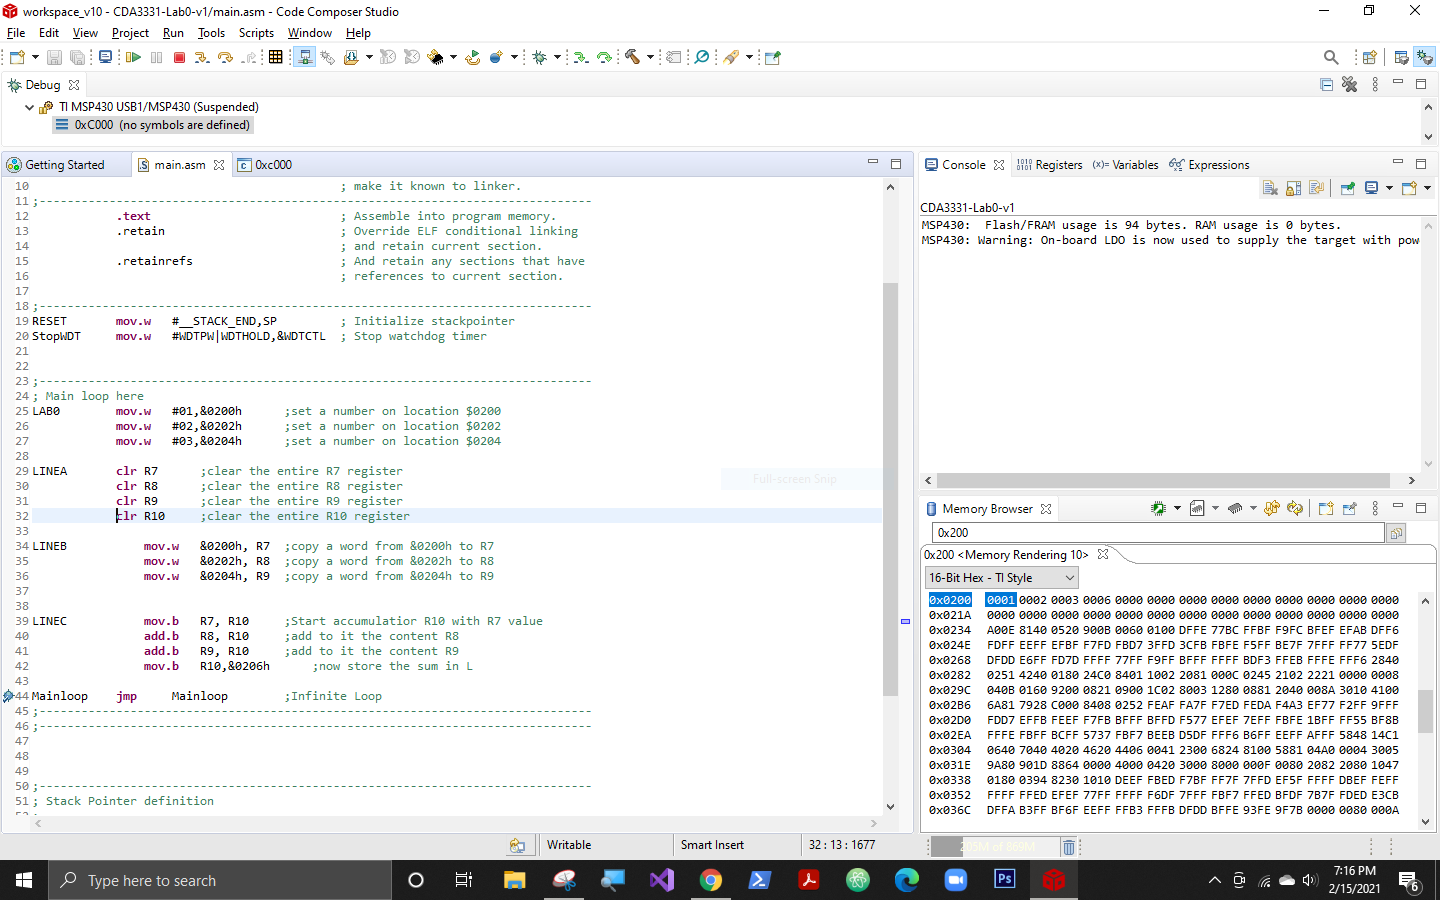 workspace_v10 - CDA3331-Lab0-v1/main.asm - Code Composer Studio
File Edit View Project Run Tools Scripts Window Help
Debug
TI MSP430 USB1/MSP430 (Suspended)
0xC000 (no symbols are defined)
Getting Started main.asm 0xc000
10 ; make it known to linker.
11 ;-------------------------------------------------------------------------------
12 .text ; Assemble into program memory.
13 .retain ; Override ELF conditional linking
14 ; and retain current section.
15 .retainrefs ; And retain any sections that have
16 ; references to current section.
17
18 ;-------------------------------------------------------------------------------
19 RESET mov.w #__STACK_END,SP ; Initialize stackpointer
20 StopWDT mov.w #WDTPW|WDTHOLD,&WDTCTL ; Stop watchdog timer
21
22
23 ;-------------------------------------------------------------------------------
24 ; Main loop here
25 LAB0 mov.w #01,&0200h ;set a number on location $0200
26 mov.w #02,&0202h ;set a number on location $0202
27 mov.w #03,&0204h ;set a number on location $0204
28
29 LINEA clr R7 ;clear the entire R7 register
30 clr R8 ;clear the entire R8 register
31 clr R9 ;clear the entire R9 register
32 clr R10 ;clear the entire R10 register
33
34 LINEB mov.w &0200h, R7 ;copy a word from &0200h to R7
35 mov.w &0202h, R8 ;copy a word from &0202h to R8
36 mov.w &0204h, R9 ;copy a word from &0204h to R9
37
38
39 LINEC mov.b R7, R10 ;Start accumulatior R10 with R7 value
40 add.b R8, R10 ;add to it the content R8
41 add.b R9, R10 ;add to it the content R9
42 mov.b R10,&0206h ;now store the sum in L
43
44 Mainloop jmp Mainloop ;Infinite Loop
45 ;-------------------------------------------------------------------------------
46 ;-------------------------------------------------------------------------------
47
48
49
50 ;-------------------------------------------------------------------------------
51 ; Stack Pointer definition
Full-screen Snip
Console Registers (x)= Variables Expressions
CDA3331-Lab0-v1
MSP430: Flash/FRAM usage is 94 bytes. RAM usage is 0 bytes.
MSP430: Warning: On-board LDO is now used to supply the target with pow
Memory Browser
0x200
0x200 <Memory Rendering 10>
16-Bit Hex - TI Style
0x0200 0001 0002 0003 0006 0000 0000 0000 0000 0000 0000 0000 0000 0000
0x021A 0000 0000 0000 0000 0000 0000 0000 0000 0000 0000 0000 0000 0000
0x0234 A00E 8140 0520 900B 0060 0100 DFFE 77BC FFBF F9FC BFEF EFAB DFF6
0x024E FDFF EEFF EFBF F7FD FBD7 3FFD 3CFB FBFE F5FF BE7F 7FFF FF77 5EDF
0x0268 DFDD E6FF FD7D FFFF 77FF F9FF BFFF FFFF BDF3 FFEB FFFE FFF6 2840
0x0282 0251 4240 0180 24C0 8401 1002 2081 000C 0245 2102 2221 0000 0008
0x029C 040B 0160 9200 0821 0900 1C02 8003 1280 0881 2040 008A 3010 4100
0x02B6 6A81 7928 C000 8408 0252 FEAF FA7F F7ED FEDA F4A3 EF77 F2FF 9FFF
0x02D0 FDD7 EFFB FEEF F7FB BFFF BFFD F577 EFEF 7EFF FBFE 1BFF FF55 BF8B
0x02EA FFFE FBFF BCFF 5737 FBF7 BEEB D5DF FFF6 B6FF EEFF AFFF 5848 14C1
0x0304 0640 7040 4020 4620 4406 0041 2300 6824 8100 5881 04A0 0004 3005
0x031E 9A80 901D 8864 0000 4000 0420 3000 8000 000F 0080 2082 2080 1047
0x0338 0180 0394 8230 1010 DEEF FBED F7BF FF7F 7FFD EF5F FFFF DBEF FEFF
0x0352 FFFF FFED EFEF 77FF FFFF F6DF 7FFF FBF7 FFED BFDF 7B7F FDED E3CB
0x036C DFFA B3FF BF6F EEFF FFB3 FFFB DFDD BFFE 93FE 9F7B 0000 0080 000A
Writable Smart Insert 32 : 13 : 1677
Type here to search
Ps
7:16 PM
2/15/2021
6